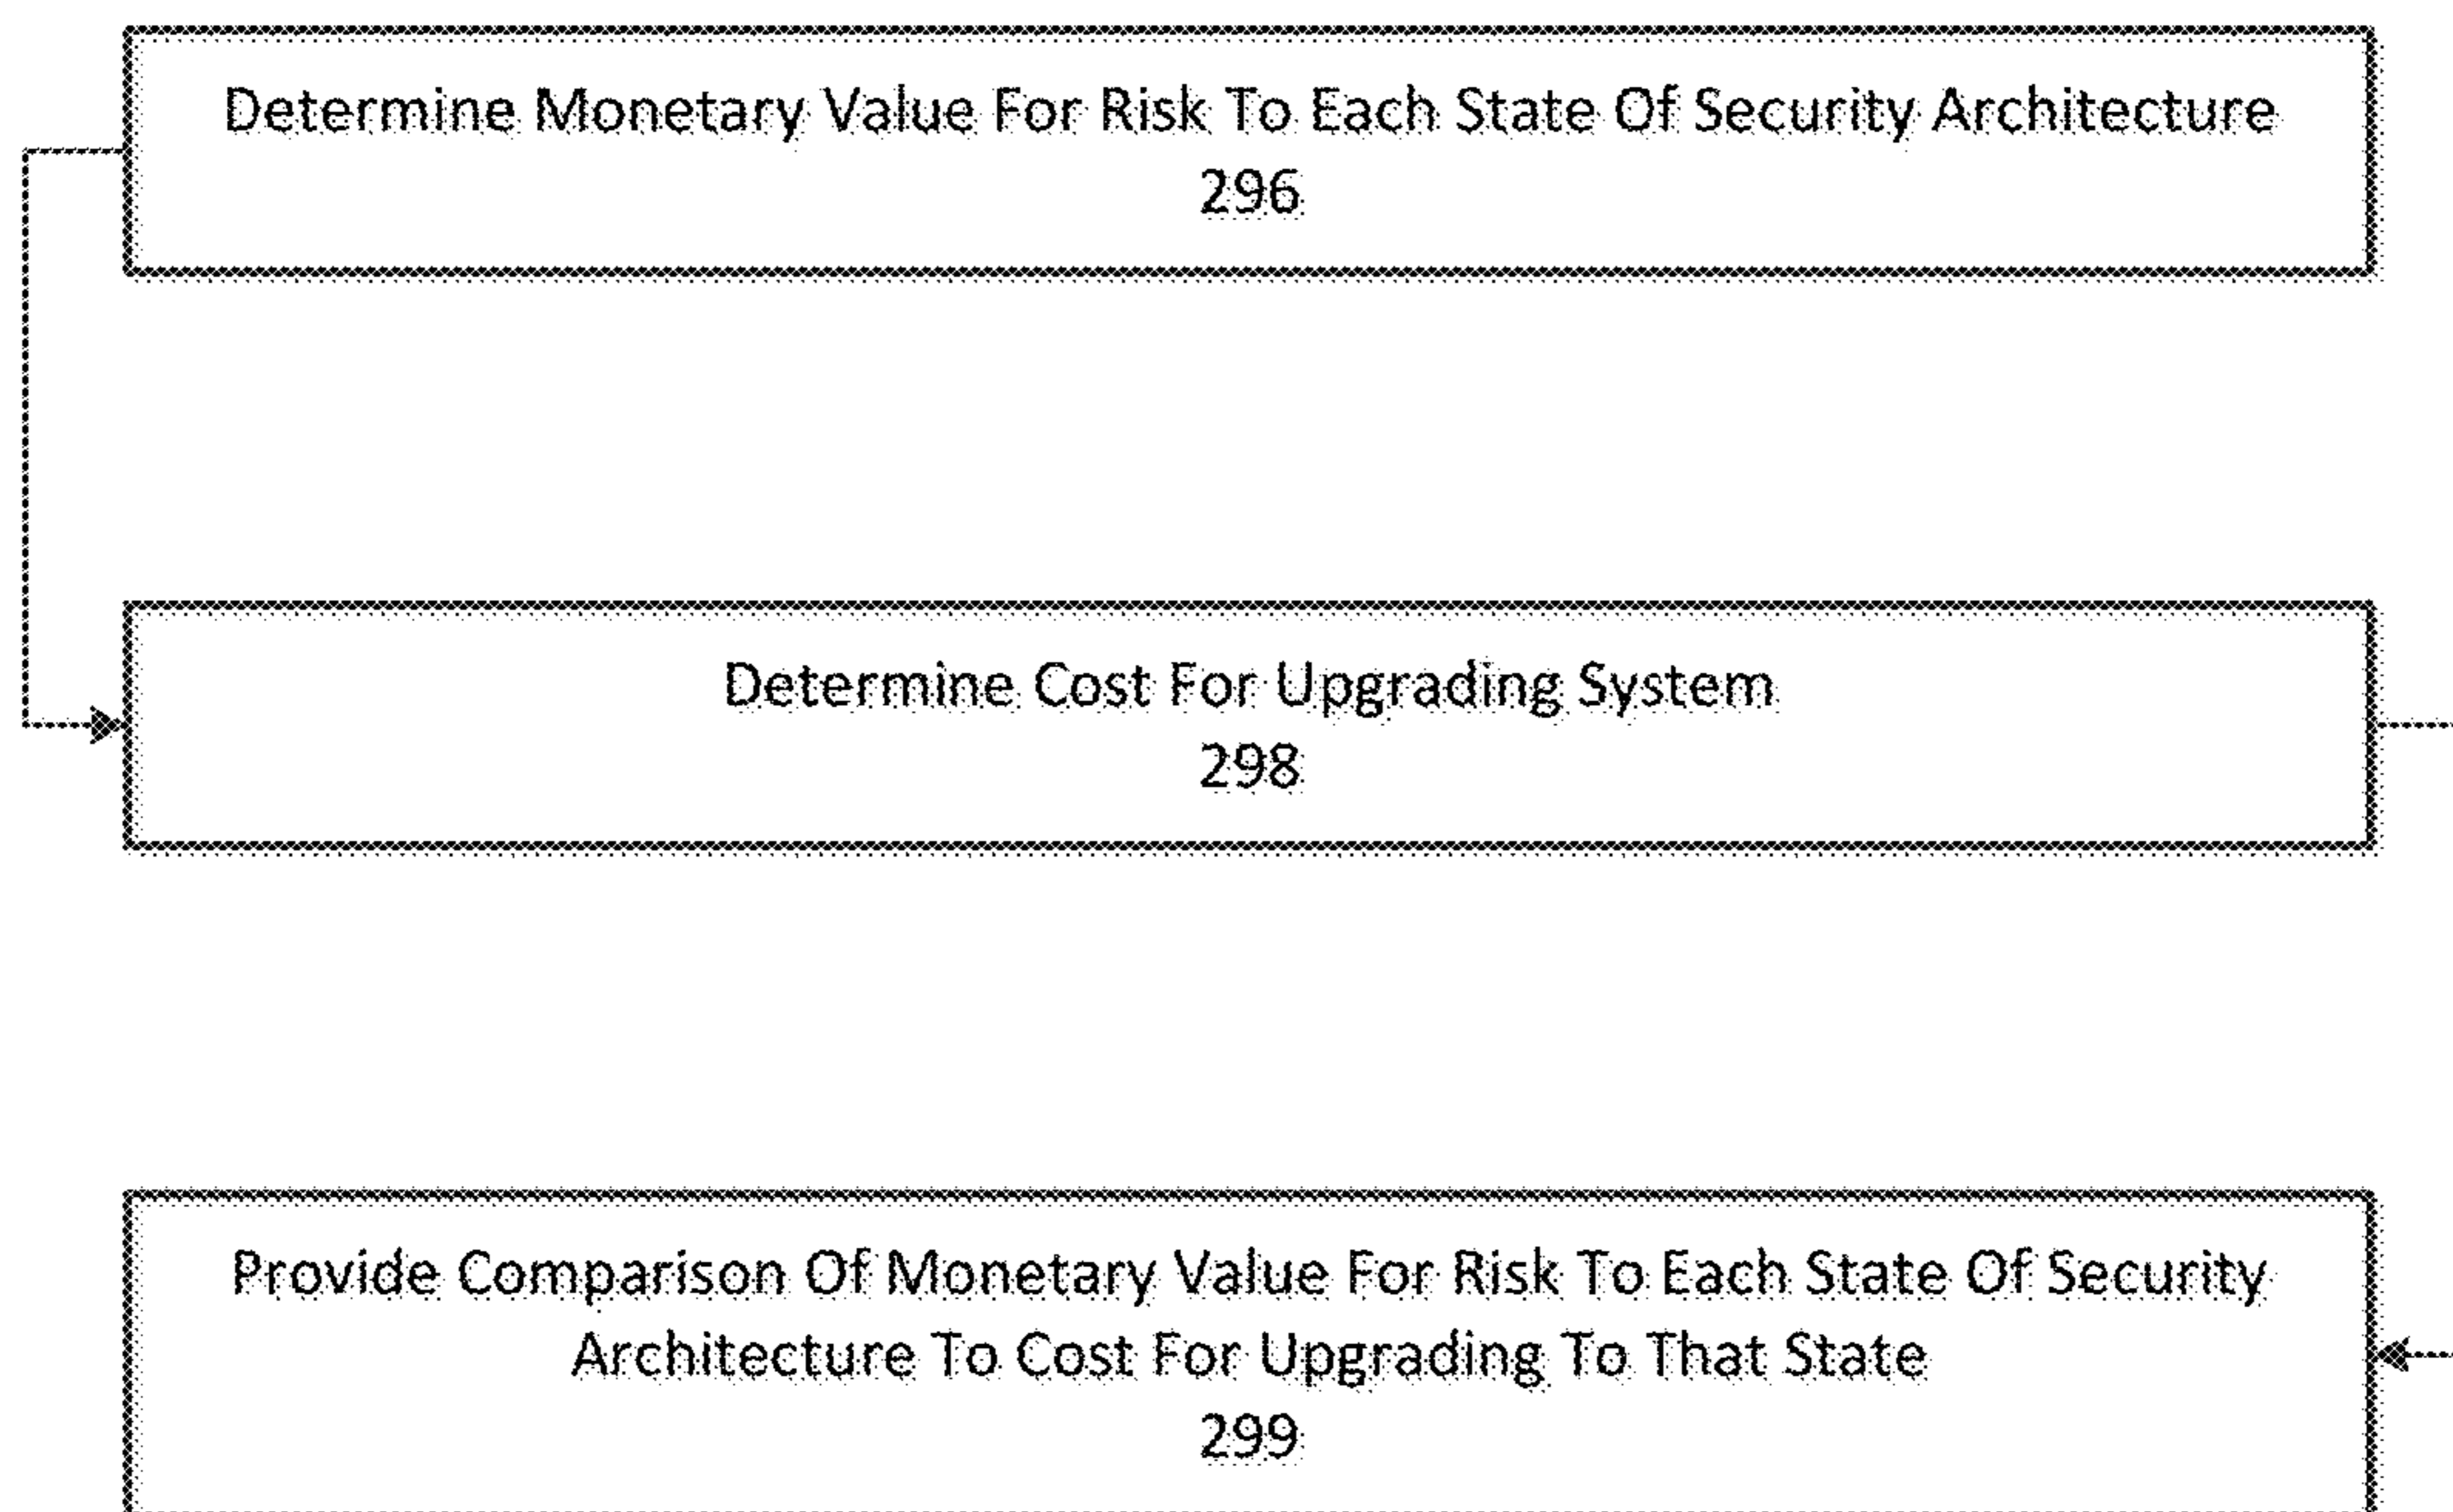 Determine Monetary Value For Risk To Each State Of Security Architecture
296
Determine Cost For Upgrading System
298
Provide Comparison Of Monetary Value For Risk To Each State Of Security
Architecture To Cost For Upgrading To That State
299